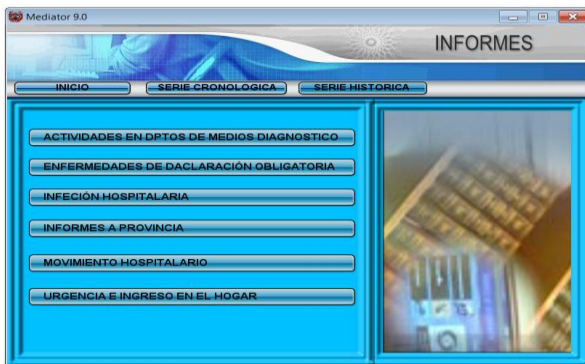 Mediator 9.0
INFORMES
INICIO SERIE CRONOLOGICA SERIE HISTORICA
ACTIVIDADES EN DPTOS DE MEDIOS DIAGNOSTICO
ENFERMEDADES DE DACLARACIÓN OBLIGATORIA
INFECIÓN HOSPITALARIA
INFORMES A PROVINCIA
MOVIMIENTO HOSPITALARIO
URGENCIA E INGRESO EN EL HOGAR